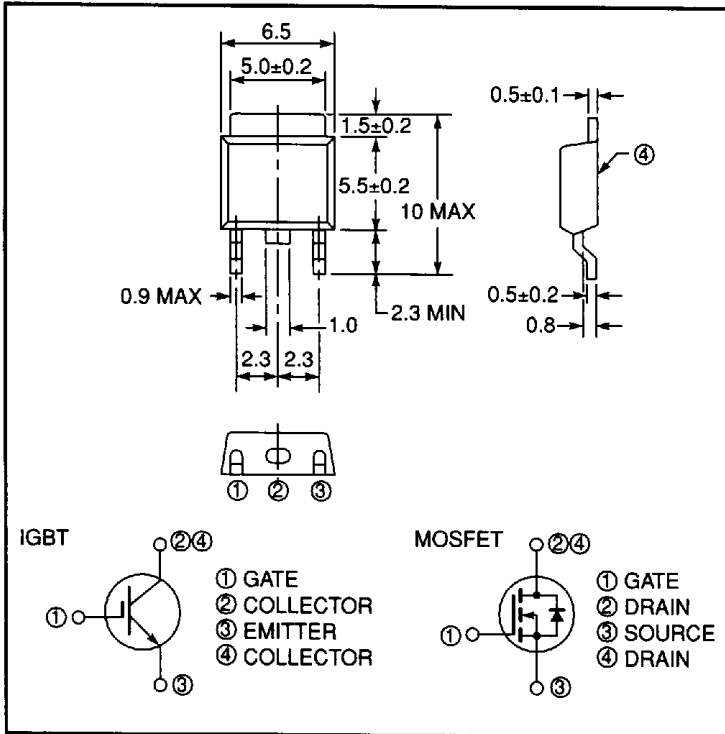 6.5
5.0±0.2
0.5±0.1
1.5±0.2
④
5.5±0.2
10 MAX
0.9 MAX
2.3 MIN
0.5±0.2
1.0
0.8
2.3 2.3
① ② ③
IGBT
②④
①
③
① GATE
② COLLECTOR
③ EMITTER
④ COLLECTOR
MOSFET
②④
①
③
① GATE
② DRAIN
③ SOURCE
④ DRAIN